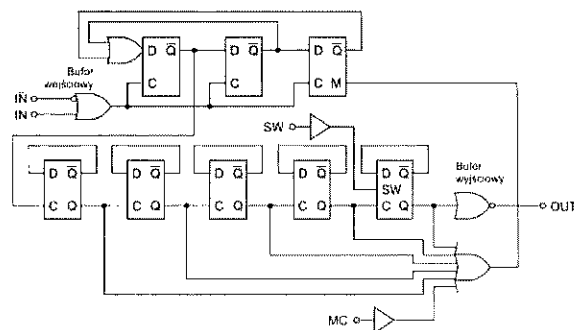 D Q̅ D Q̅ D Q̅
Bufor
wejściowy
C C C M
IN̅
IN
SW
D Q̅ D Q̅ D Q̅ D Q̅ D Q̅
SW
C Q C Q C Q C Q C Q
Bufor
wyjściowy
OUT
MC